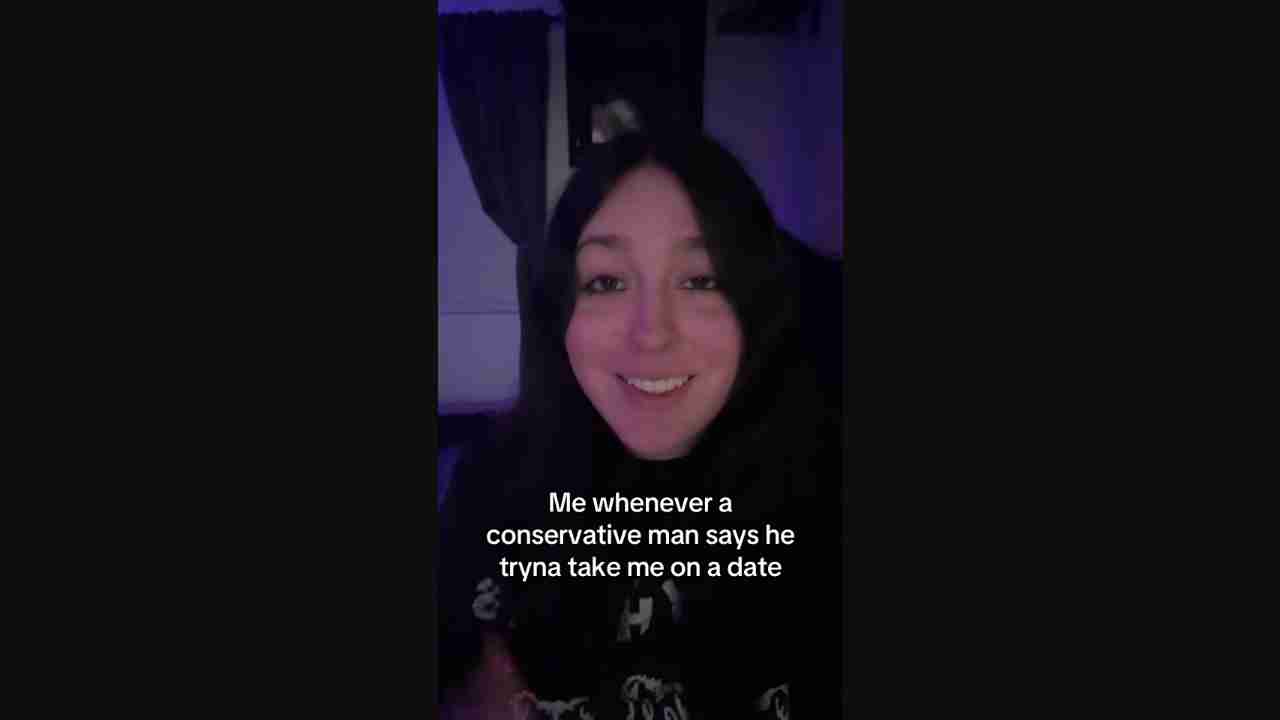 Me whenever a
conservative man says he
tryna take me on a date
H